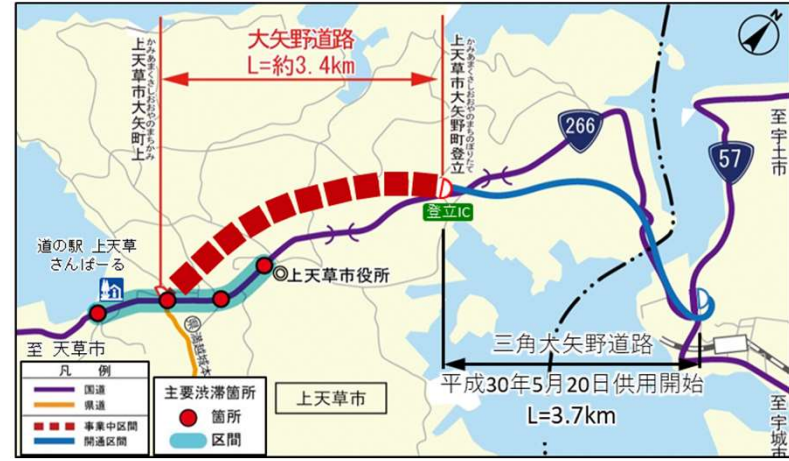 N
大矢野道路
L=約3.4km
かみあまくさしおおやのまちかみ
上天草市大矢町上
かみあまくさしおおやのまちのぼりたて
上天草市大矢野町登立
266
57
至 宇土市
登立IC
道の駅 上天草
さんぱーる
◎上天草市役所
至 天草市
県 満越城本
三角大矢野道路
平成30年5月20日供用開始
L=3.7km
至 宇城市
上天草市
凡 例
国道
県道
事業中区間
開通区間
主要渋滞箇所
箇所
区間